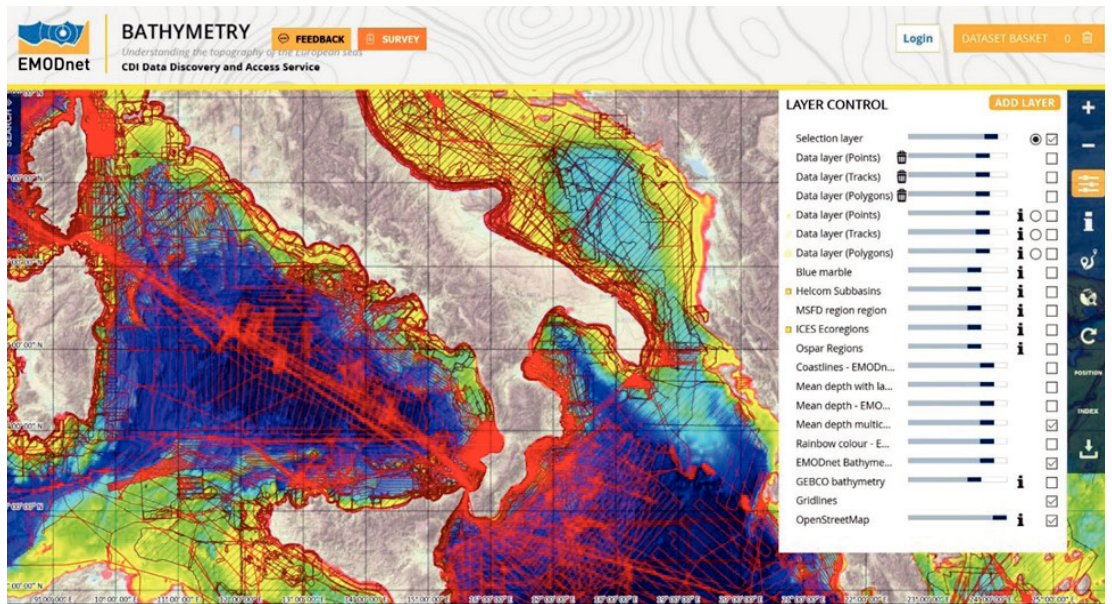 BATHYMETRY
FEEDBACK
SURVEY
Login
DATASET BASKET 0
Understanding the topography of the European seas
EMODnet
CDI Data Discovery and Access Service
LAYER CONTROL
ADD LAYER
Selection layer
Data layer (Points)
Data layer (Tracks)
Data layer (Polygons)
Data layer (Points)
Data layer (Tracks)
Data layer (Polygons)
Blue marble
Helcom Subbasins
MSFD region region
ICES Ecoregions
Ospar Regions
Coastlines - EMODn...
Mean depth with la...
Mean depth - EMO...
Mean depth multic...
Rainbow colour - E...
EMODnet Bathyme...
GEBCO bathymetry
Gridlines
OpenStreetMap
POSITION
INDEX